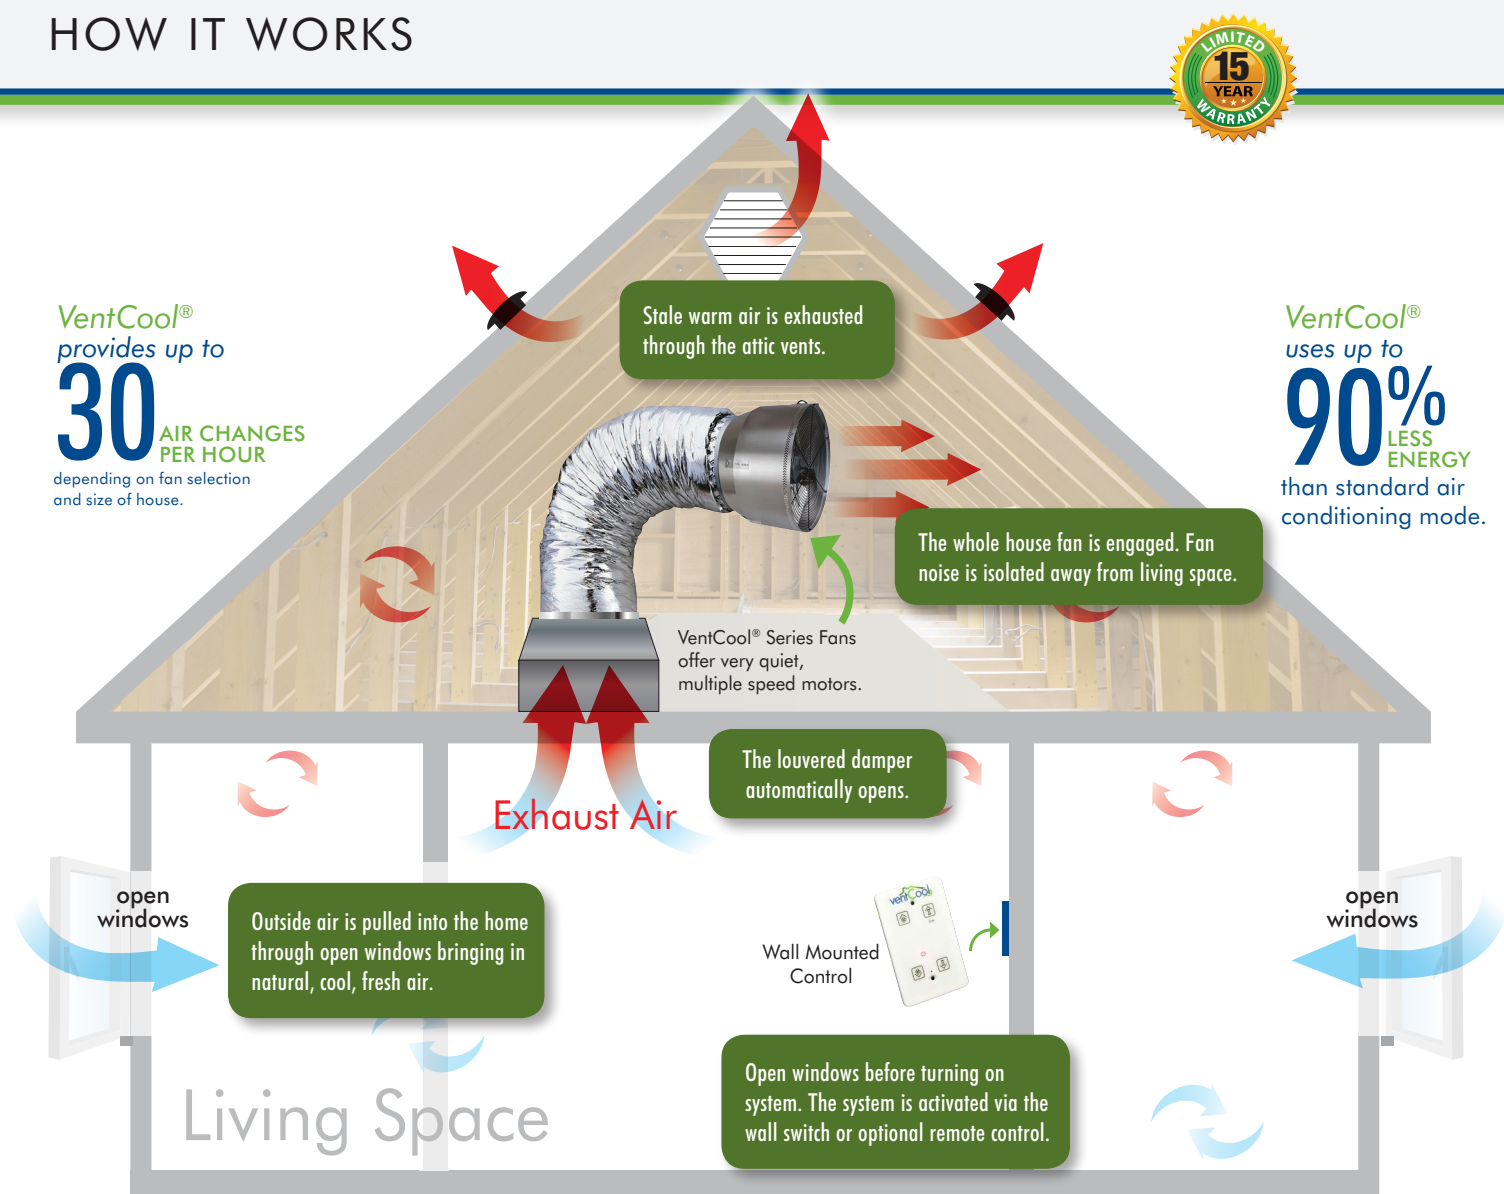 HOW IT WORKS
LIMITED
15
YEAR
WARRANTY
Stale warm air is exhausted
through the attic vents.
VentCool®
provides up to
30
AIR CHANGES
PER HOUR
depending on fan selection
and size of house.
VentCool®
uses up to
90%
LESS
ENERGY
than standard air
conditioning mode.
The whole house fan is engaged. Fan
noise is isolated away from living space.
VentCool® Series Fans
offer very quiet,
multiple speed motors.
The louvered damper
automatically opens.
Exhaust Air
open
windows
Outside air is pulled into the home
through open windows bringing in
natural, cool, fresh air.
ventCool
Wall Mounted
Control
open
windows
Open windows before turning on
system. The system is activated via the
wall switch or optional remote control.
Living Space